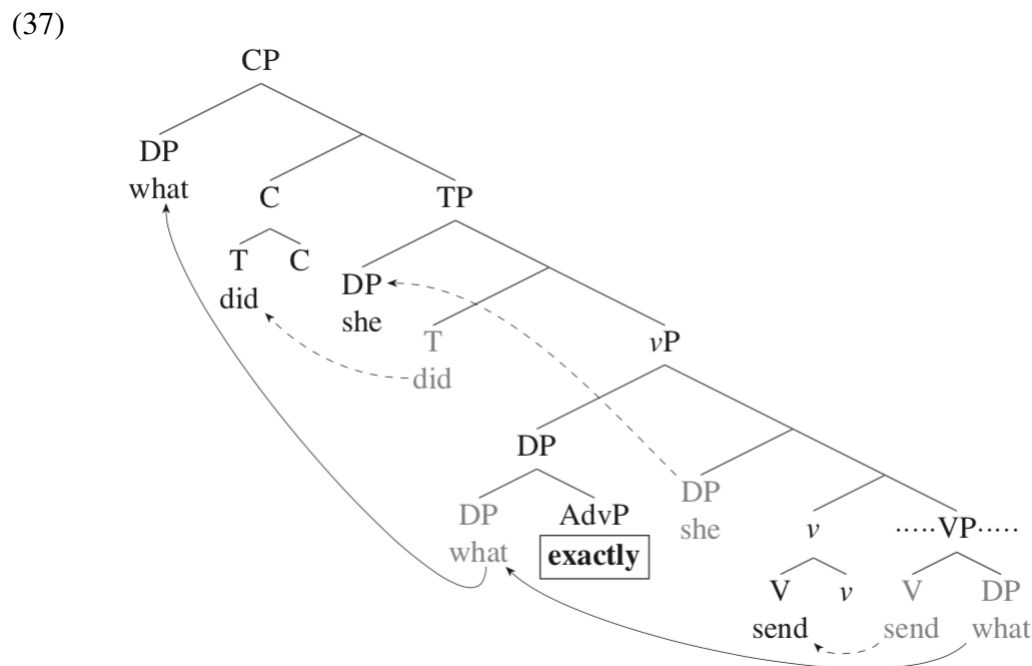 (37)
CP
DP
what
C
TP
T C
did
DP
she
T
did
vP
DP
DP
what
AdvP
exactly
DP
she
v
·····VP·····
V v
send
V
send
DP
what